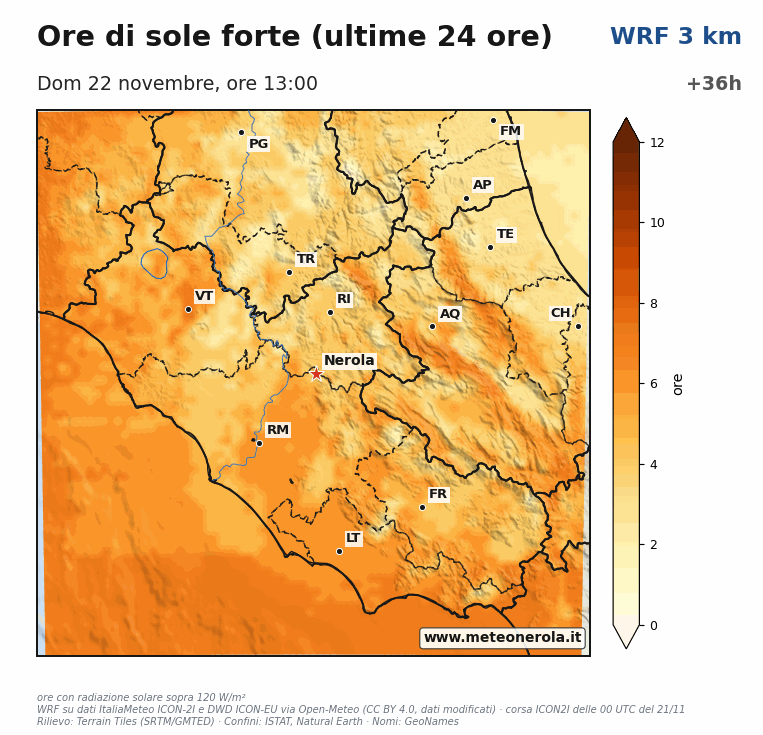 Ore di sole forte (ultime 24 ore)
WRF 3 km
Dom 22 novembre, ore 13:00
+36h
FM
PG
AP
TE
TR
VT
RI
AQ
CH
Nerola
RM
FR
LT
www.meteonerola.it
12
10
8
6
4
2
0
ore
ore con radiazione solare sopra 120 W/m²
WRF su dati ItaliaMeteo ICON-2I e DWD ICON-EU via Open-Meteo (CC BY 4.0, dati modificati) · corsa ICON2I delle 00 UTC del 21/11
Rilievo: Terrain Tiles (SRTM/GMTED) · Confini: ISTAT, Natural Earth · Nomi: GeoNames